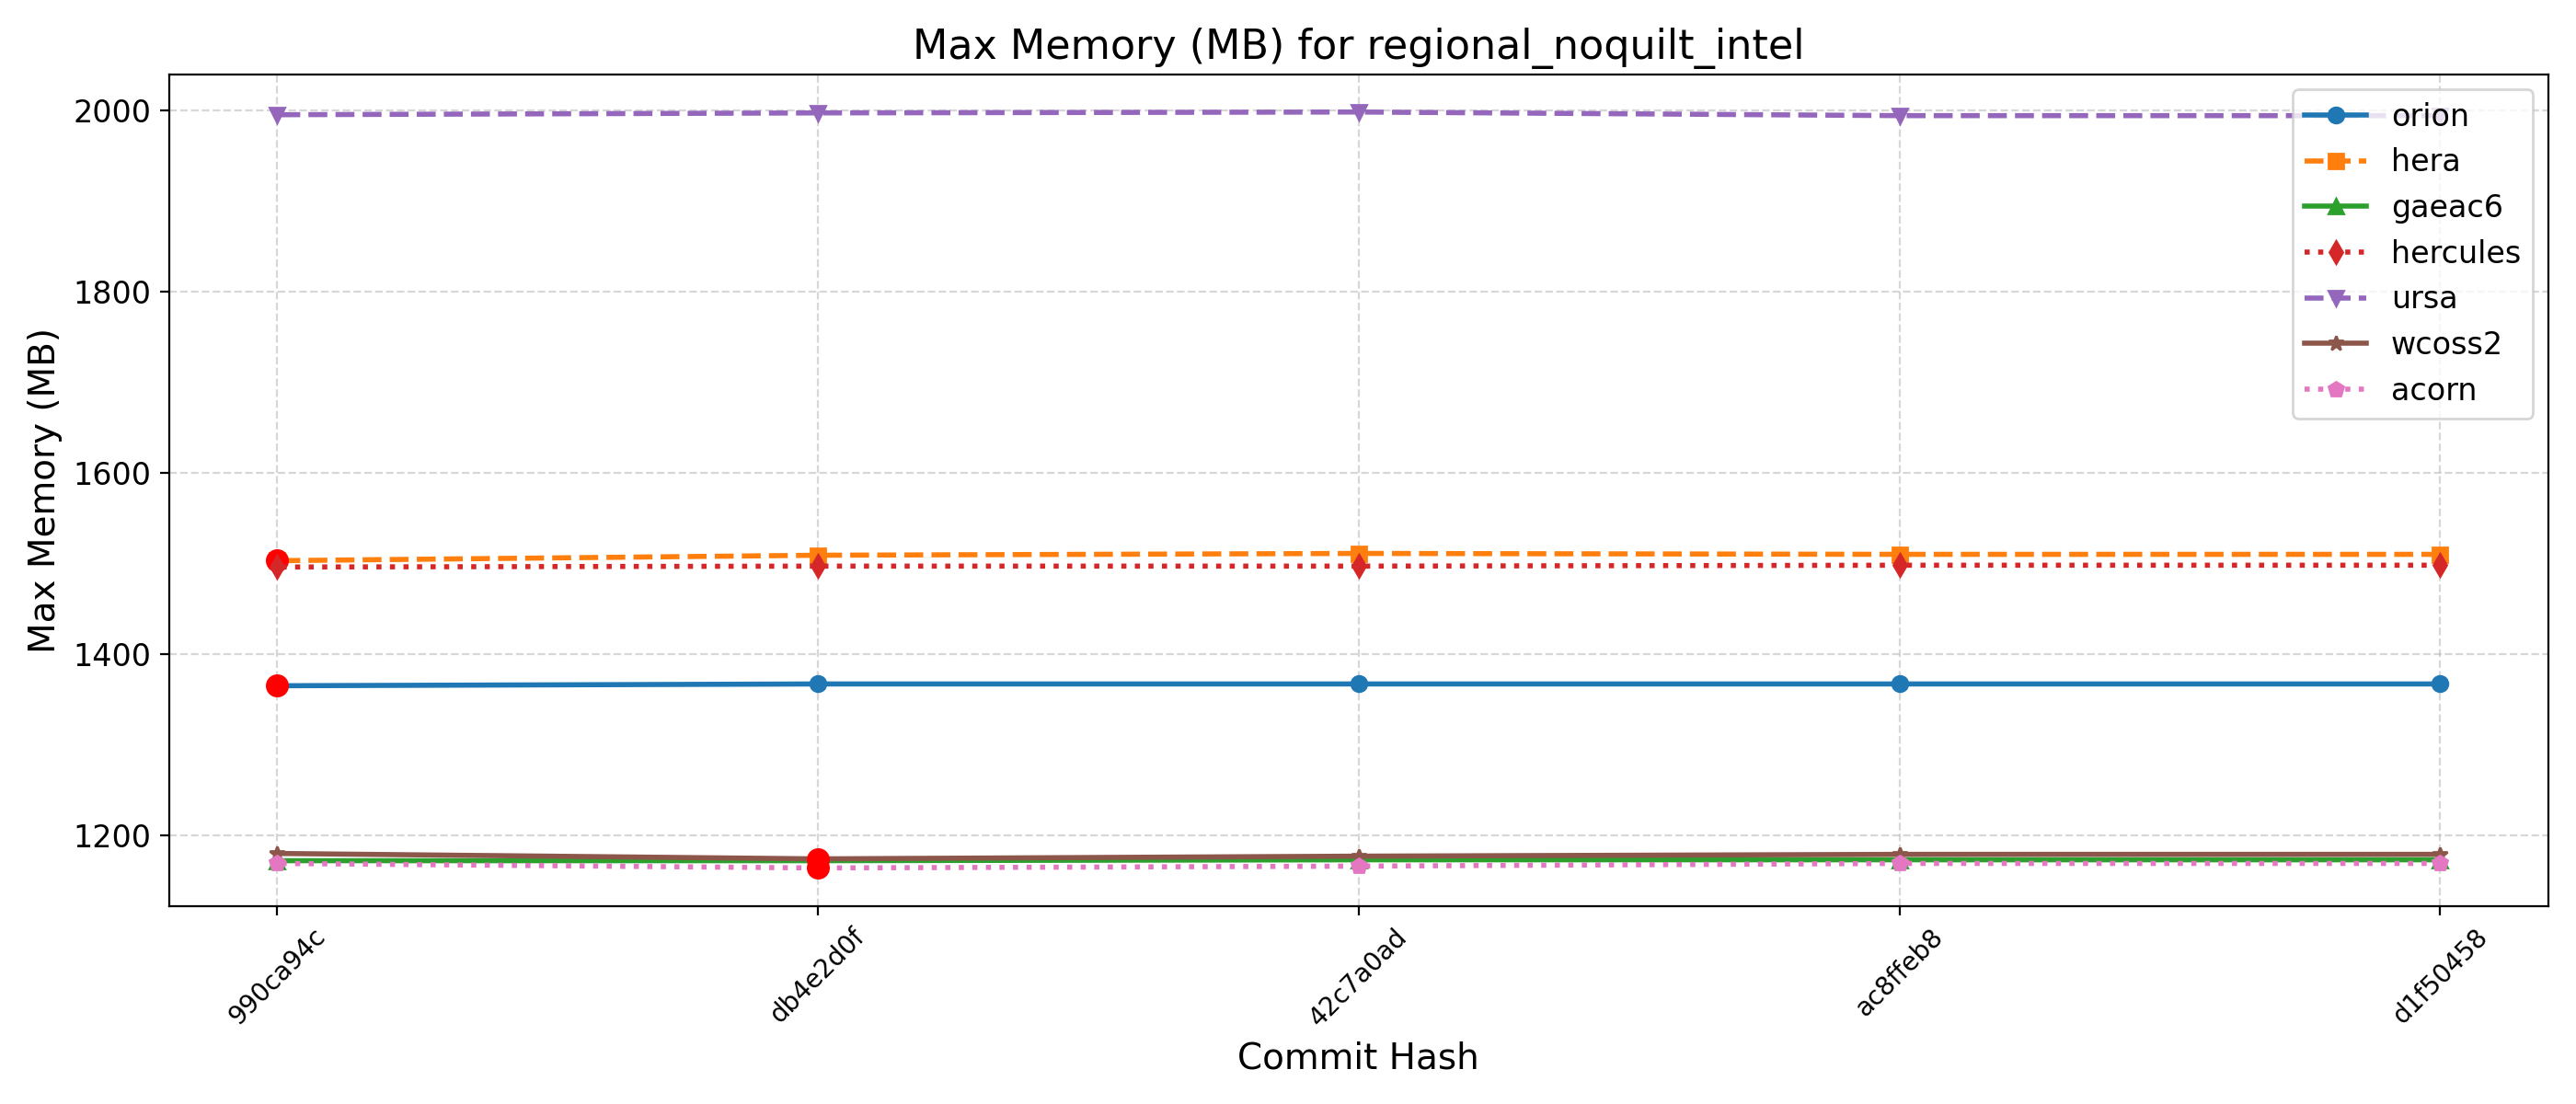 Max Memory (MB) for regional_noquilt_intel
Max Memory (MB)
2000
1800
1600
1400
1200
orion
hera
gaeac6
hercules
ursa
wcoss2
acorn
990ca94c
db4e2d0f
42c7a0ad
ac8ffeb8
d1f50458
Commit Hash